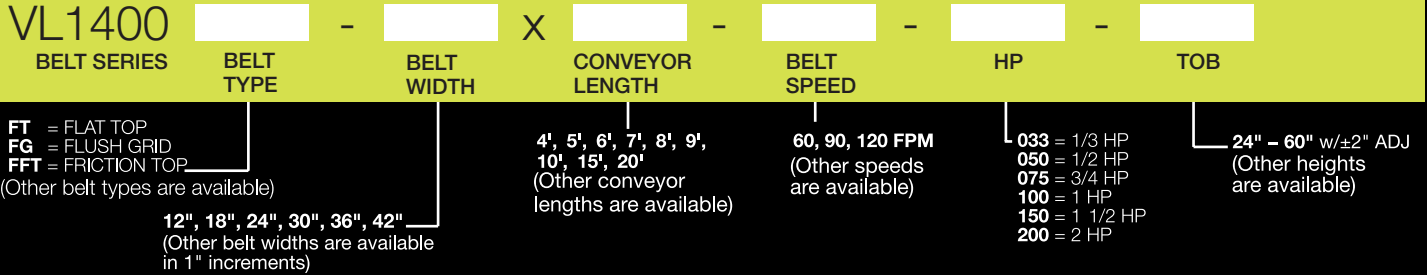 VL1400 - X - - -
BELT SERIES
BELT
TYPE
BELT
WIDTH
CONVEYOR
LENGTH
BELT
SPEED
HP
TOB
FT = FLAT TOP
FG = FLUSH GRID
FFT = FRICTION TOP
(Other belt types are available)
12", 18", 24", 30", 36", 42"
(Other belt widths are available
in 1" increments)
4', 5', 6', 7', 8', 9',
10', 15', 20'
(Other conveyor
lengths are available)
60, 90, 120 FPM
(Other speeds
are available)
033 = 1/3 HP
050 = 1/2 HP
075 = 3/4 HP
100 = 1 HP
150 = 1 1/2 HP
200 = 2 HP
24" – 60" w/±2" ADJ
(Other heights
are available)